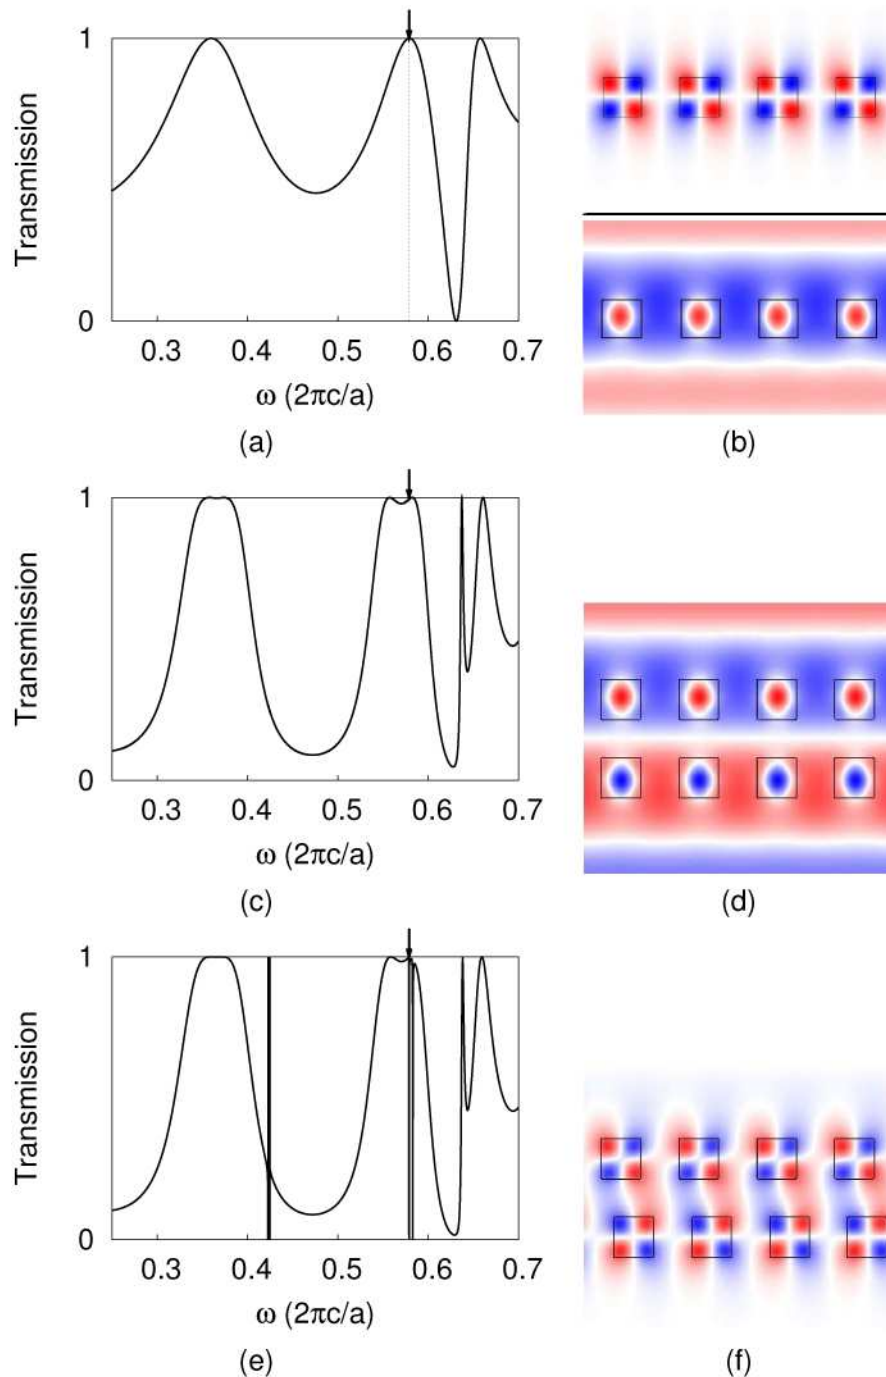 1
Transmission
0
0.3 0.4 0.5 0.6 0.7
ω (2πc/a)
(a)
(b)
1
Transmission
0
0.3 0.4 0.5 0.6 0.7
ω (2πc/a)
(c)
(d)
1
Transmission
0
0.3 0.4 0.5 0.6 0.7
ω (2πc/a)
(e)
(f)